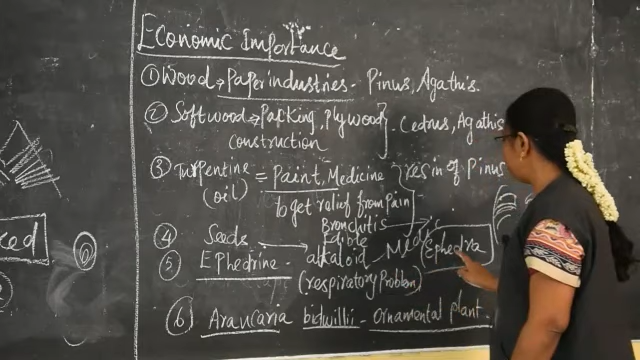 Economic Importance
① Wood → Paper industries - Pinus, Agathis.
② Softwood → Packing, Plywood construction } . Cedrus, Agathis
③ Turpentine (oil) = Paint, Medicine → resin of Pinus
to get relief from pain
Bronchitis
④ Seeds → Edible
⑤ EPhedrine - alkaloid
(respiratory Problem)
Ephedra
⑥ Araucaria bidwillii - Ornamental plant.